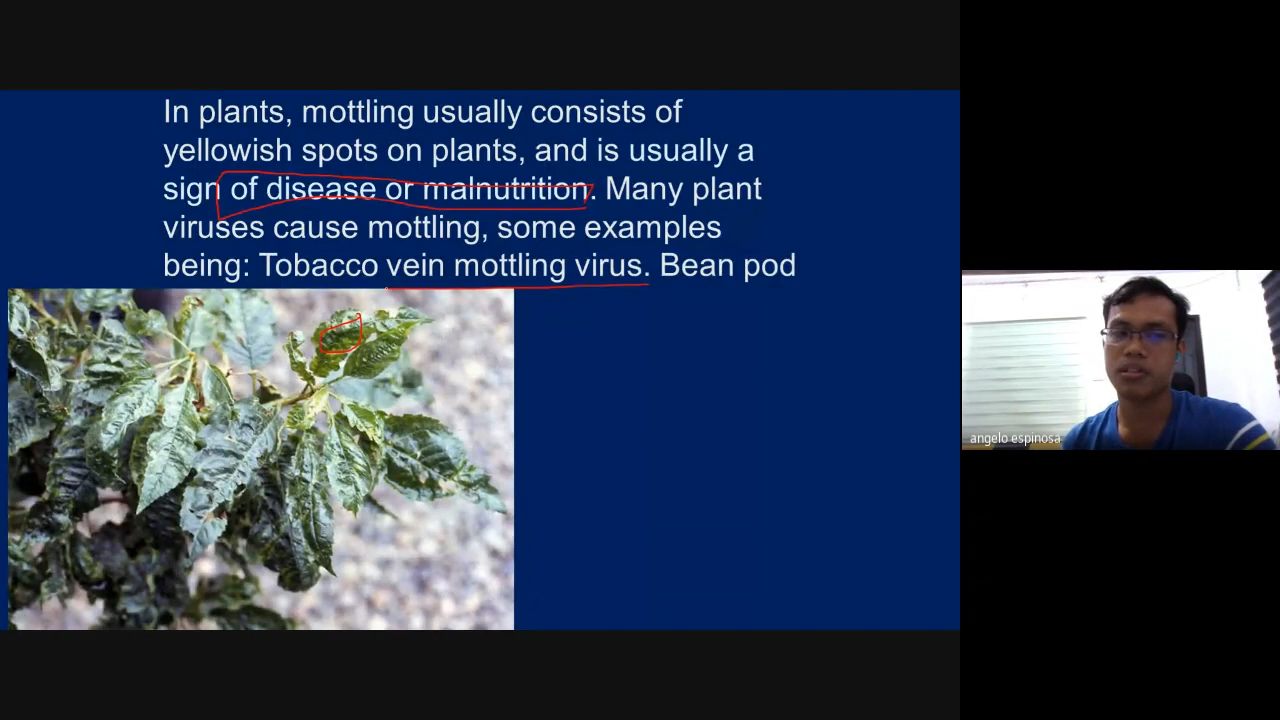 In plants, mottling usually consists of
yellowish spots on plants, and is usually a
sign of disease or malnutrition. Many plant
viruses cause mottling, some examples
being: Tobacco vein mottling virus. Bean pod
angelo espinosa